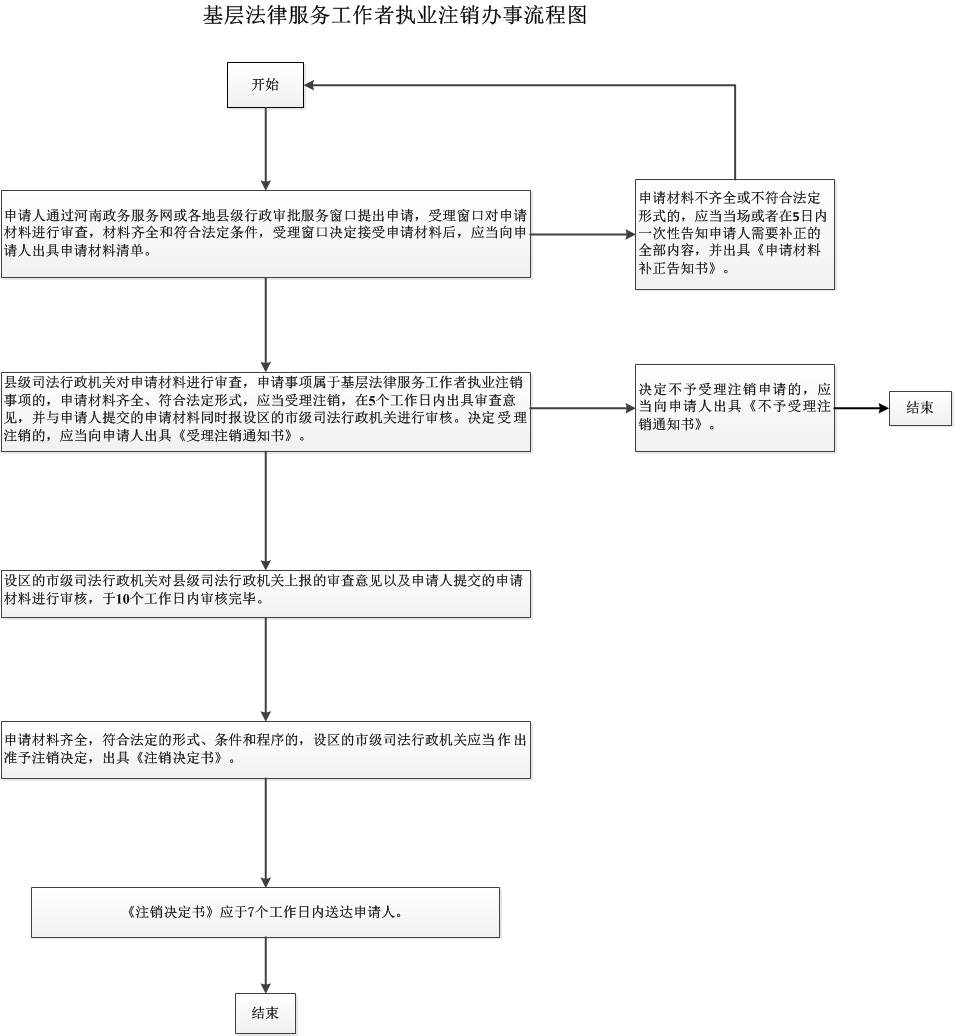 基层法律服务工作者执业注销办事流程图
开始
申请人通过河南政务服务网或各地县级行政审批服务窗口提出申请，受理窗口对申请
材料进行审查，材料齐全和符合法定条件，受理窗口决定接受申请材料后，应当向申
请人出具申请材料清单。
申请材料不齐全或不符合法定
形式的，应当当场或者在5日内
一次性告知申请人需要补正的
全部内容，并出具《申请材料
补正告知书》。
县级司法行政机关对申请材料进行审查，申请事项属于基层法律服务工作者执业注销
事项的，申请材料齐全、符合法定形式，应当受理注销，在5个工作日内出具审查意
见，并与申请人提交的申请材料同时报设区的市级司法行政机关进行审核。决定受理
注销的，应当向申请人出具《受理注销通知书》。
决定不予受理注销申请的，应
当向申请人出具《不予受理注
销通知书》。
结束
设区的市级司法行政机关对县级司法行政机关上报的审查意见以及申请人提交的申请
材料进行审核，于10个工作日内审核完毕。
申请材料齐全，符合法定的形式、条件和程序的，设区的市级司法行政机关应当作出
准予注销决定，出具《注销决定书》。
《注销决定书》应于7个工作日内送达申请人。
结束